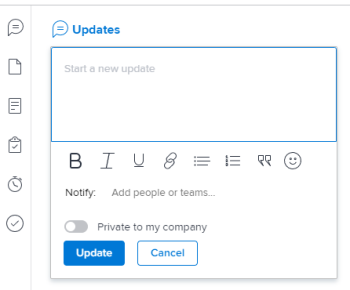 Updates
Start a new update
B I U
Notify: Add people or teams...
Private to my company
Update Cancel